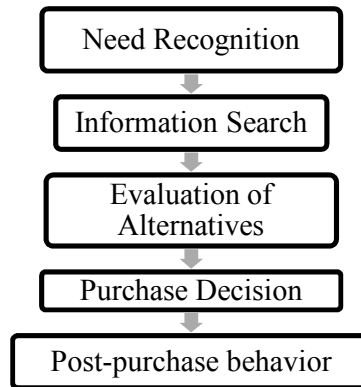 Need Recognition
Information Search
Evaluation of
Alternatives
Purchase Decision
Post-purchase behavior